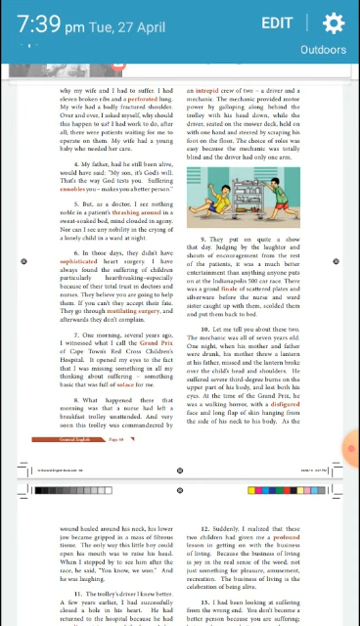 7:39 pm Tue, 27 April
EDIT
Outdoors
why my wife and I had to suffer. I had
eleven broken ribs and a perforated lung.
My wife had a badly fractured shoulder.
Over and over, I asked myself, why should
this happen to us? I had work to do, after
all; there were patients waiting for me to
operate on them. My wife had a young
baby who needed her care.
4. My father, had he still been alive,
would have said: "My son, it's God's will.
That's the way God tests you. Suffering
ennobles you – makes you a better person."
5. But, as a doctor, I see nothing
noble in a patient's thrashing around in a
sweat-soaked bed, mind clouded in agony.
Nor can I see any nobility in the crying of
a lonely child in a ward at night.
6. In those days, they didn't have
sophisticated heart surgery. I have
always found the suffering of children
particularly heartbreaking–especially
because of their total trust in doctors and
nurses. They believe you are going to help
them. If you can't they accept their fate.
They go through mutilating surgery, and
afterwards they don't complain.
7. One morning, several years ago,
I witnessed what I call the Grand Prix
of Cape Town's Red Cross Children's
Hospital. It opened my eyes to the fact
that I was missing something in all my
thinking about suffering – something
basic that was full of solace for me.
8. What happened there that
morning was that a nurse had left a
breakfast trolley unattended. And very
soon this trolley was commandeered by
General English Page 44
an intrepid crew of two – a driver and a
mechanic. The mechanic provided motor
power by galloping along behind the
trolley with his head down, while the
driver, seated on the mower deck, held on
with one hand and steered by scraping his
foot on the floor. The choice of roles was
easy because the mechanic was totally
blind and the driver had only one arm.
9. They put on quite a show
that day. Judging by the laughter and
shouts of encouragement from the rest
of the patients, it was a much better
entertainment than anything anyone puts
on at the Indianapolis 500 car race. There
was a grand finale of scattered plates and
silverware before the nurse and ward
sister caught up with them, scolded them
and put them back to bed.
10. Let me tell you about these two.
The mechanic was all of seven years old.
One night, when his mother and father
were drunk, his mother threw a lantern
at his father, missed and the lantern broke
over the child's head and shoulders. He
suffered severe third-degree burns on the
upper part of his body, and lost both his
eyes. At the time of the Grand Prix, he
was a walking horror, with a disfigured
face and long flap of skin hanging from
the side of his neck to his body. As the
wound healed around his neck, his lower
jaw became gripped in a mass of fibrous
tissue. The only way this little boy could
open his mouth was to raise his head.
When I stopped by to see him after the
race, he said, "You know, we won." And
he was laughing.
11. The trolley's driver I knew better.
A few years earlier, I had successfully
closed a hole in his heart. He had
returned to the hospital because he had
12. Suddenly, I realized that these
two children had given me a profound
lesson in getting on with the business
of living. Because the business of living
is joy in the real sense of the word, not
just something for pleasure, amusement,
recreation. The business of living is the
celebration of being alive.
13. I had been looking at suffering
from the wrong end. You don't become a
better person because you are suffering;